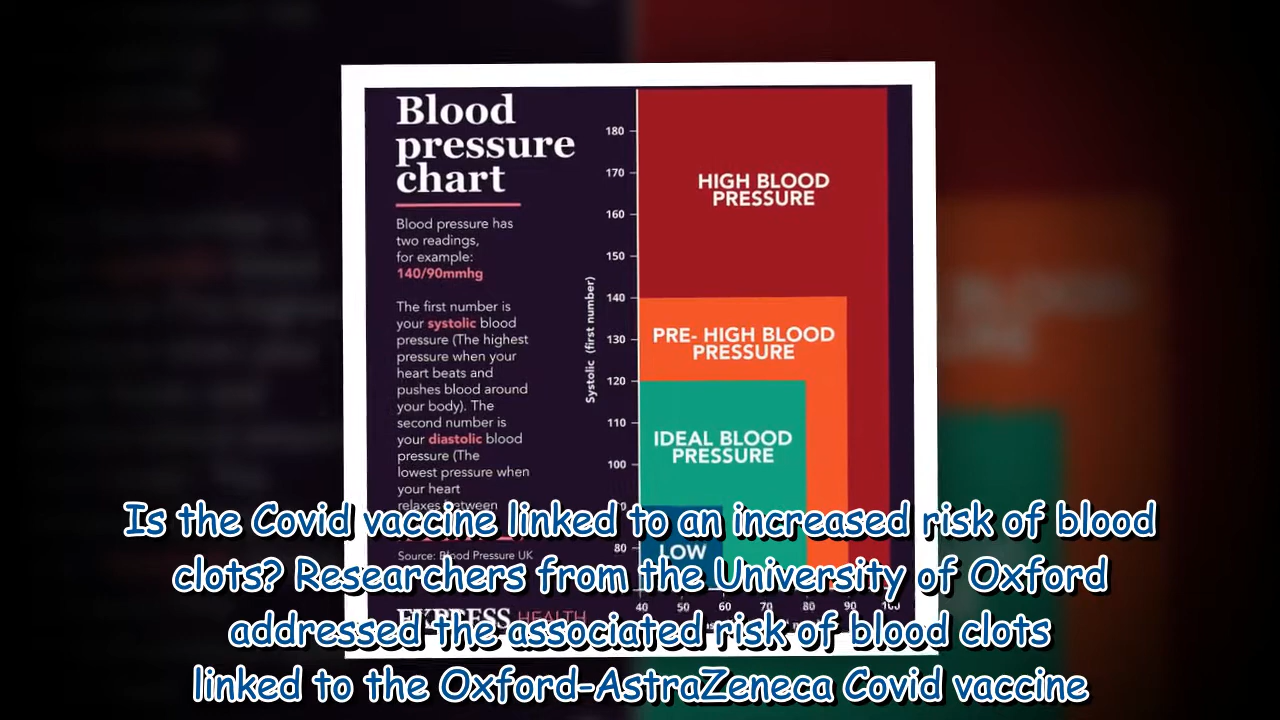 Blood
pressure
chart
Blood pressure has
two readings,
for example:
140/90mmhg
The first number is
your systolic blood
pressure (The highest
pressure when your
heart beats and
pushes blood around
your body). The
second number is
your diastolic blood
pressure (The
lowest pressure when
your heart
relaxes between
Source: Blood Pressure UK
EXPRESS HEALTH
Systolic (first number)
180
170
160
150
140
130
120
110
100
80
HIGH BLOOD
PRESSURE
PRE- HIGH BLOOD
PRESSURE
IDEAL BLOOD
PRESSURE
LOW
40 50 60 70 80 90 100
Is the Covid vaccine linked to an increased risk of blood
clots? Researchers from the University of Oxford
addressed the associated risk of blood clots
linked to the Oxford-AstraZeneca Covid vaccine